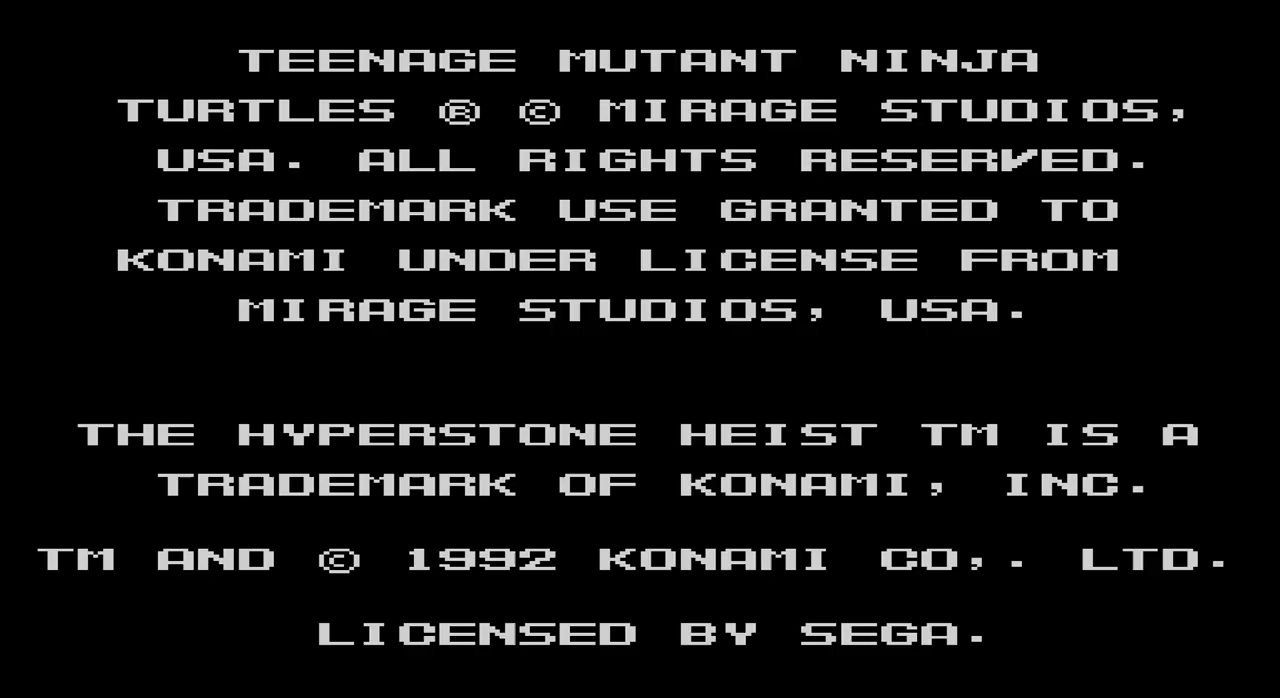 TEENAGE MUTANT NINJA
TURTLES ® © MIRAGE STUDIOS,
USA. ALL RIGHTS RESERVED.
TRADEMARK USE GRANTED TO
KONAMI UNDER LICENSE FROM
MIRAGE STUDIOS, USA.
THE HYPERSTONE HEIST TM IS A
TRADEMARK OF KONAMI, INC.
TM AND © 1992 KONAMI CO,. LTD.
LICENSED BY SEGA.